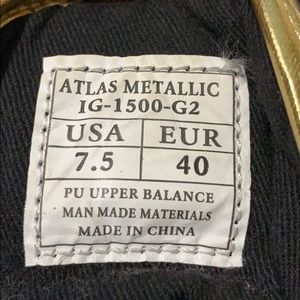 ATLAS METALLIC
IG-1500-G2
USA EUR
7.5 40
PU UPPER BALANCE
MAN MADE MATERIALS
MADE IN CHINA